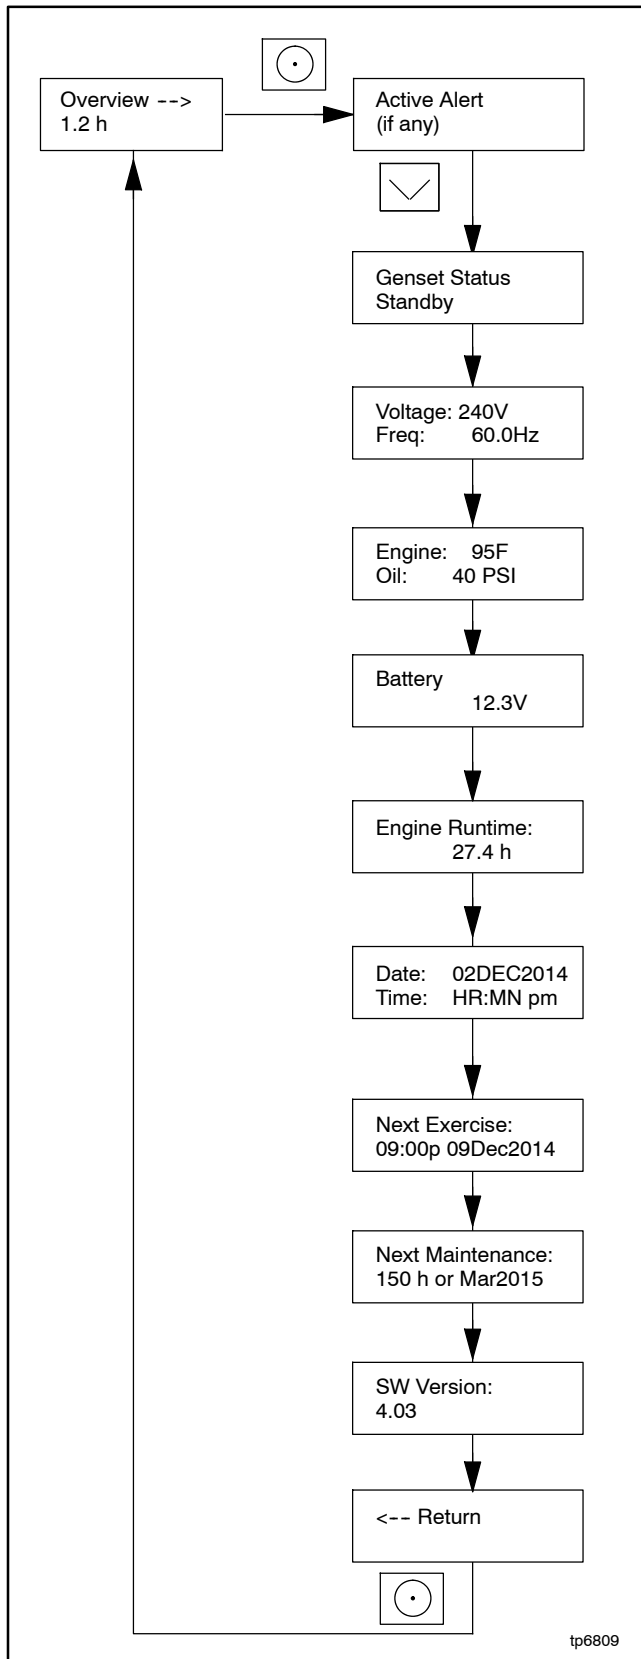 Overview -->
1.2 h
Active Alert
(if any)
Genset Status
Standby
Voltage: 240V
Freq: 60.0Hz
Engine: 95F
Oil: 40 PSI
Battery
12.3V
Engine Runtime:
27.4 h
Date: 02DEC2014
Time: HR:MN pm
Next Exercise:
09:00p 09Dec2014
Next Maintenance:
150 h or Mar2015
SW Version:
4.03
<-- Return
tp6809